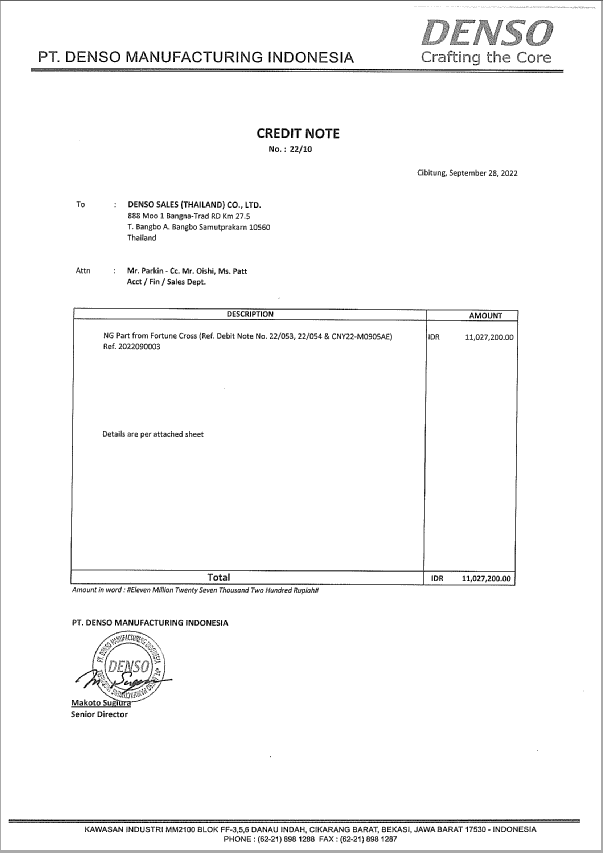 DENSO
Crafting the Core
PT. DENSO MANUFACTURING INDONESIA
CREDIT NOTE
No. : 22/10
Cibitung, September 28, 2022
To : DENSO SALES (THAILAND) CO., LTD.
888 Moo 1 Bangna-Trad RD Km 27.5
T. Bangbo A. Bangbo Samutprakarn 10560
Thailand
Attn : Mr. Parkin - Cc. Mr. Oishi, Ms. Patt
Acct / Fin / Sales Dept.
DESCRIPTION AMOUNT
NG Part from Fortune Cross (Ref. Debit Note No. 22/053, 22/054 & CNY22-M0905AE) IDR 11,027,200.00
Ref. 2022090003
Details are per attached sheet
Total IDR 11,027,200.00
Amount in word : #Eleven Million Twenty Seven Thousand Two Hundred Rupiah#
PT. DENSO MANUFACTURING INDONESIA
DENSO
Makoto Sugiura
Senior Director
KAWASAN INDUSTRI MM2100 BLOK FF-3,5,6 DANAU INDAH, CIKARANG BARAT, BEKASI, JAWA BARAT 17530 - INDONESIA
PHONE : (62-21) 898 1288 FAX : (62-21) 898 1287